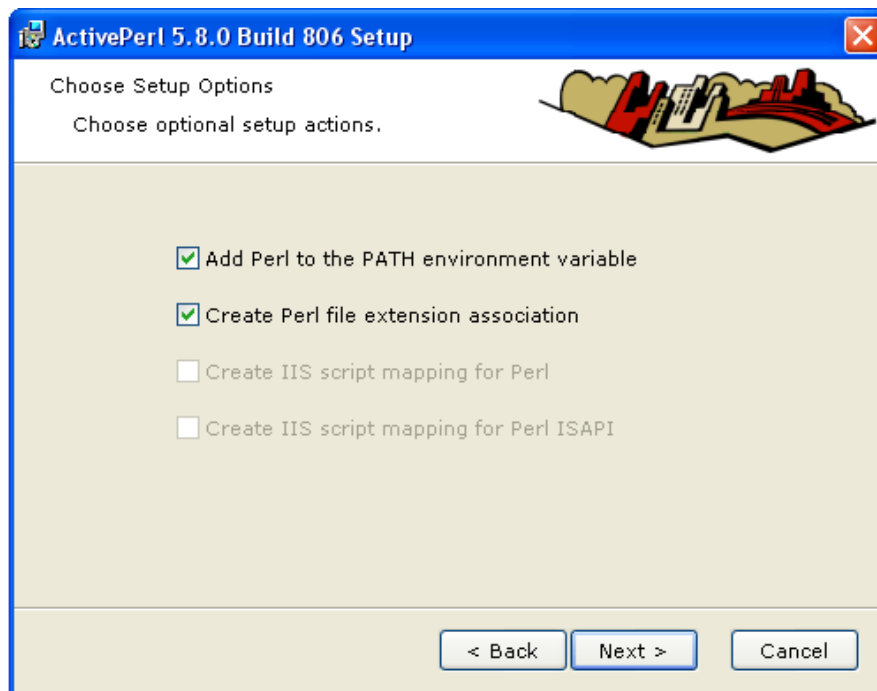 ActivePerl 5.8.0 Build 806 Setup
Choose Setup Options
Choose optional setup actions.
Add Perl to the PATH environment variable
Create Perl file extension association
Create IIS script mapping for Perl
Create IIS script mapping for Perl ISAPI
< Back Next > Cancel